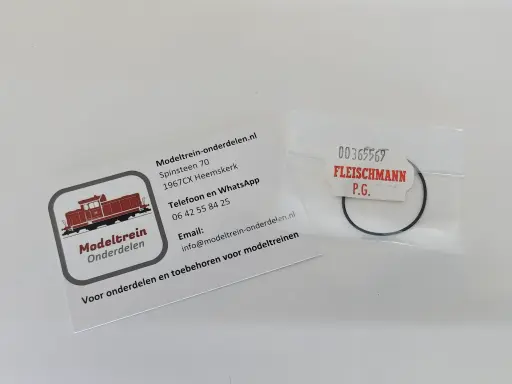 Modeltrein-onderdelen.nl
Spinsteen 70
1967CX Heemskerk
Telefoon en WhatsApp
06 42 55 84 25
Email:
info@modeltrein-onderdelen.nl
Modeltrein
Onderdelen
Voor onderdelen en toebehoren voor modeltreinen
00365569
FLEISCHMANN
P.G.